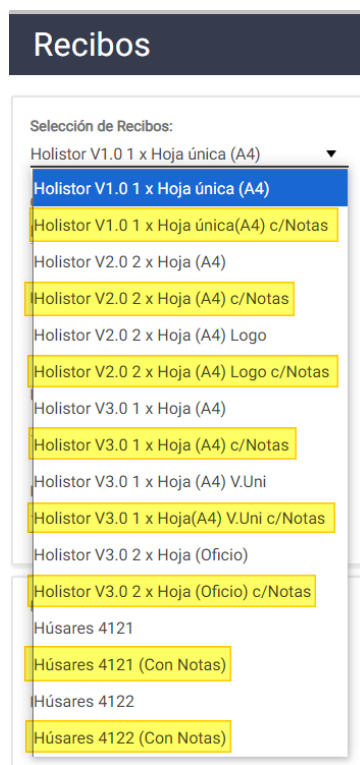 Recibos
Selección de Recibos:
Holistor V1.0 1 x Hoja única (A4)
Holistor V1.0 1 x Hoja única (A4)
Holistor V1.0 1 x Hoja única(A4) c/Notas
Holistor V2.0 2 x Hoja (A4)
Holistor V2.0 2 x Hoja (A4) c/Notas
Holistor V2.0 2 x Hoja (A4) Logo
Holistor V2.0 2 x Hoja (A4) Logo c/Notas
Holistor V3.0 1 x Hoja (A4)
Holistor V3.0 1 x Hoja (A4) c/Notas
Holistor V3.0 1 x Hoja (A4) V.Uni
Holistor V3.0 1 x Hoja(A4) V.Uni c/Notas
Holistor V3.0 2 x Hoja (Oficio)
Holistor V3.0 2 x Hoja (Oficio) c/Notas
Húsares 4121
Húsares 4121 (Con Notas)
Húsares 4122
Húsares 4122 (Con Notas)